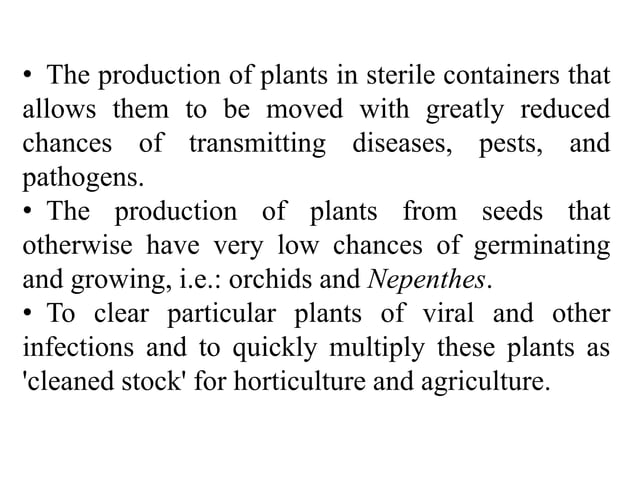 • The production of plants in sterile containers that
allows them to be moved with greatly reduced
chances of transmitting diseases, pests, and
pathogens.
• The production of plants from seeds that
otherwise have very low chances of germinating
and growing, i.e.: orchids and Nepenthes.
• To clear particular plants of viral and other
infections and to quickly multiply these plants as
'cleaned stock' for horticulture and agriculture.